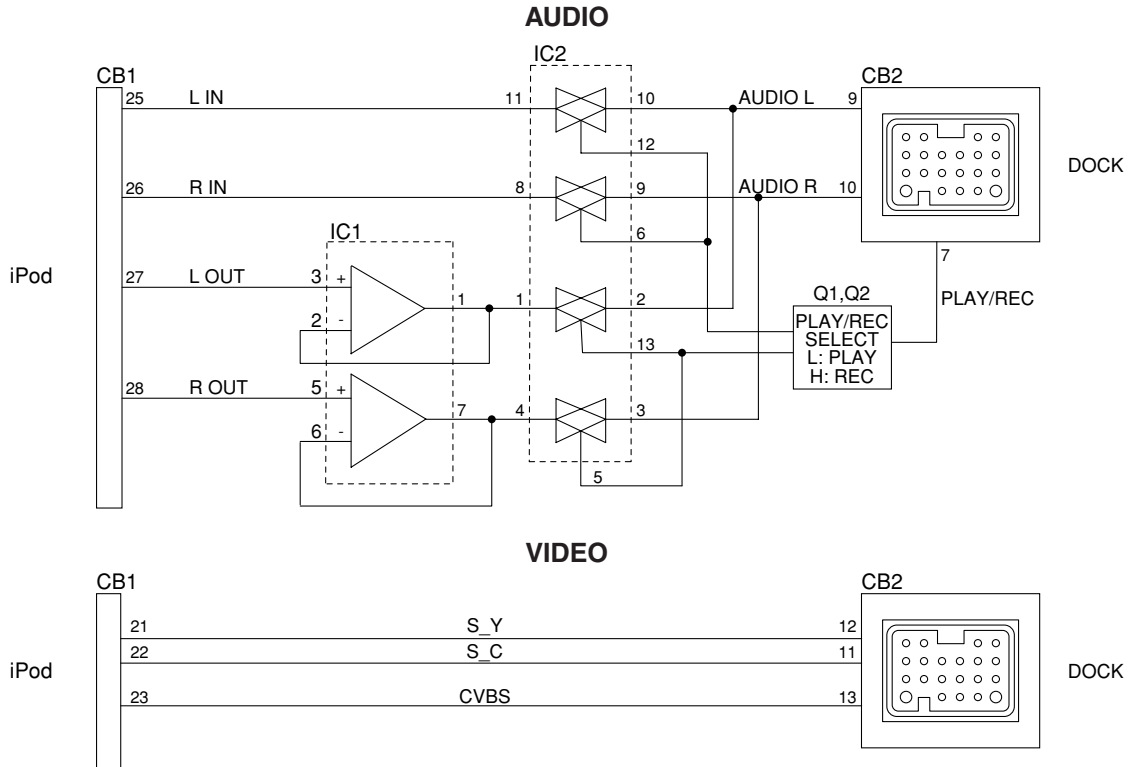 AUDIO
IC2
CB1
CB2
25 L IN 11 10 AUDIO L 9
12
DOCK
26 R IN 8 9 AUDIO R 10
6
IC1
7
iPod
27 L OUT 3 + 1 1 2
Q1,Q2
PLAY/REC
2 -
PLAY/REC
SELECT
L: PLAY
H: REC
13
28 R OUT 5 + 7 4 3
6 -
5
VIDEO
CB1
CB2
21 S_Y 12
22 S_C 11
iPod
DOCK
23 CVBS 13